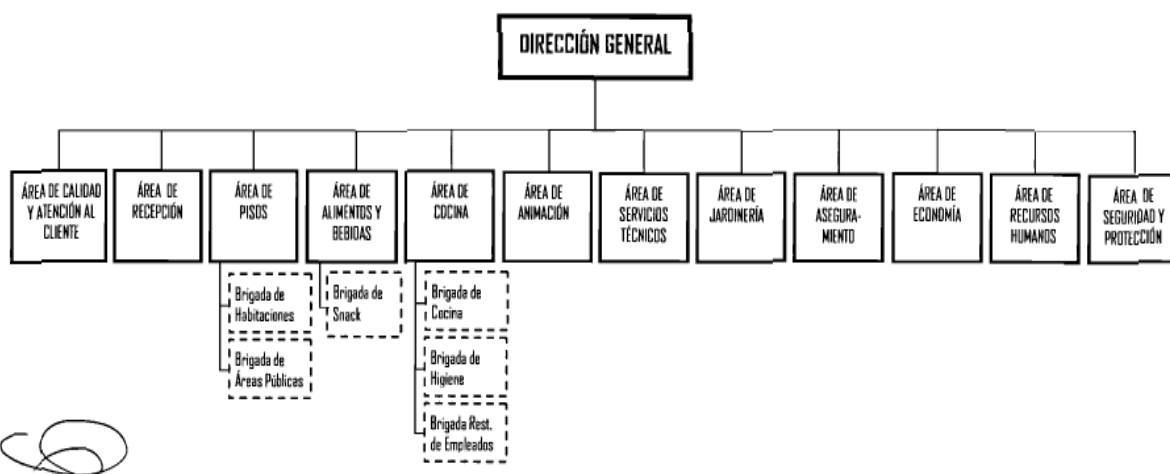 DIRECCIÓN GENERAL
ÁREA DE CALIDAD
Y ATENCIÓN AL
CLIENTE
ÁREA DE
RECEPCIÓN
ÁREA DE
PISOS
ÁREA DE
ALIMENTOS Y
BEBIDAS
ÁREA DE
COCINA
ÁREA DE
ANIMACIÓN
ÁREA DE
SERVICIOS
TÉCNICOS
ÁREA DE
JARDINERÍA
ÁREA DE
ASEGURA-
MIENTO
ÁREA DE
ECONOMÍA
ÁREA DE
RECURSOS
HUMANOS
ÁREA DE
SEGURIDAD Y
PROTECCIÓN
Brigada de
Habitaciones
Brigada de
Áreas Públicas
Brigada de
Snack
Brigada de
Cocina
Brigada de
Higiene
Brigada Rest.
de Empleados